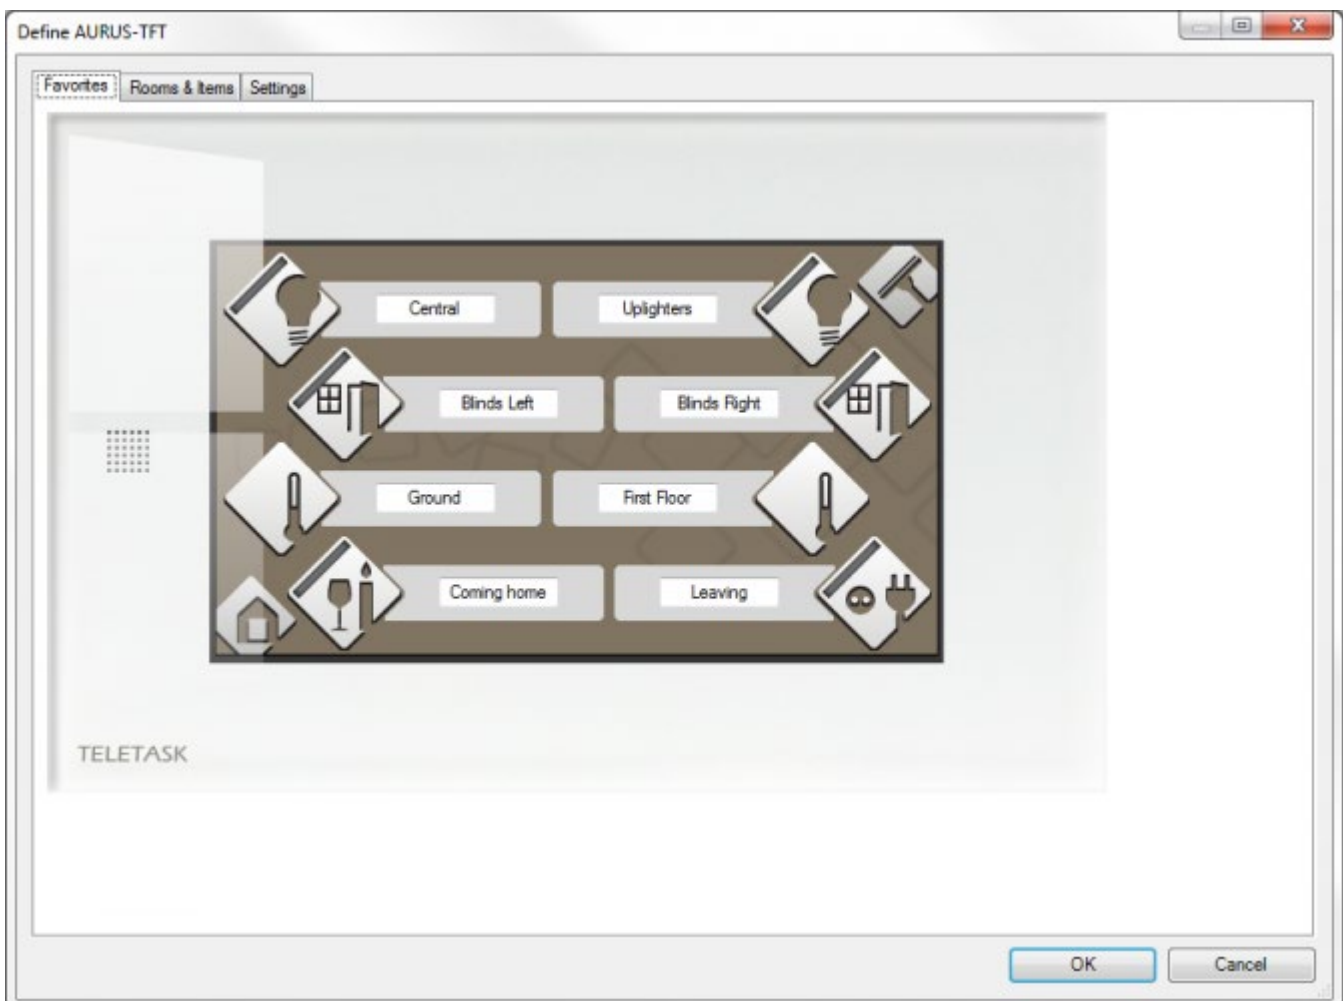 Define AURUS-TFT
Favorites Rooms & Items Settings
Central Uplighters
Blinds Left Blinds Right
Ground First Floor
Coming home Leaving
TELETASK
OK Cancel